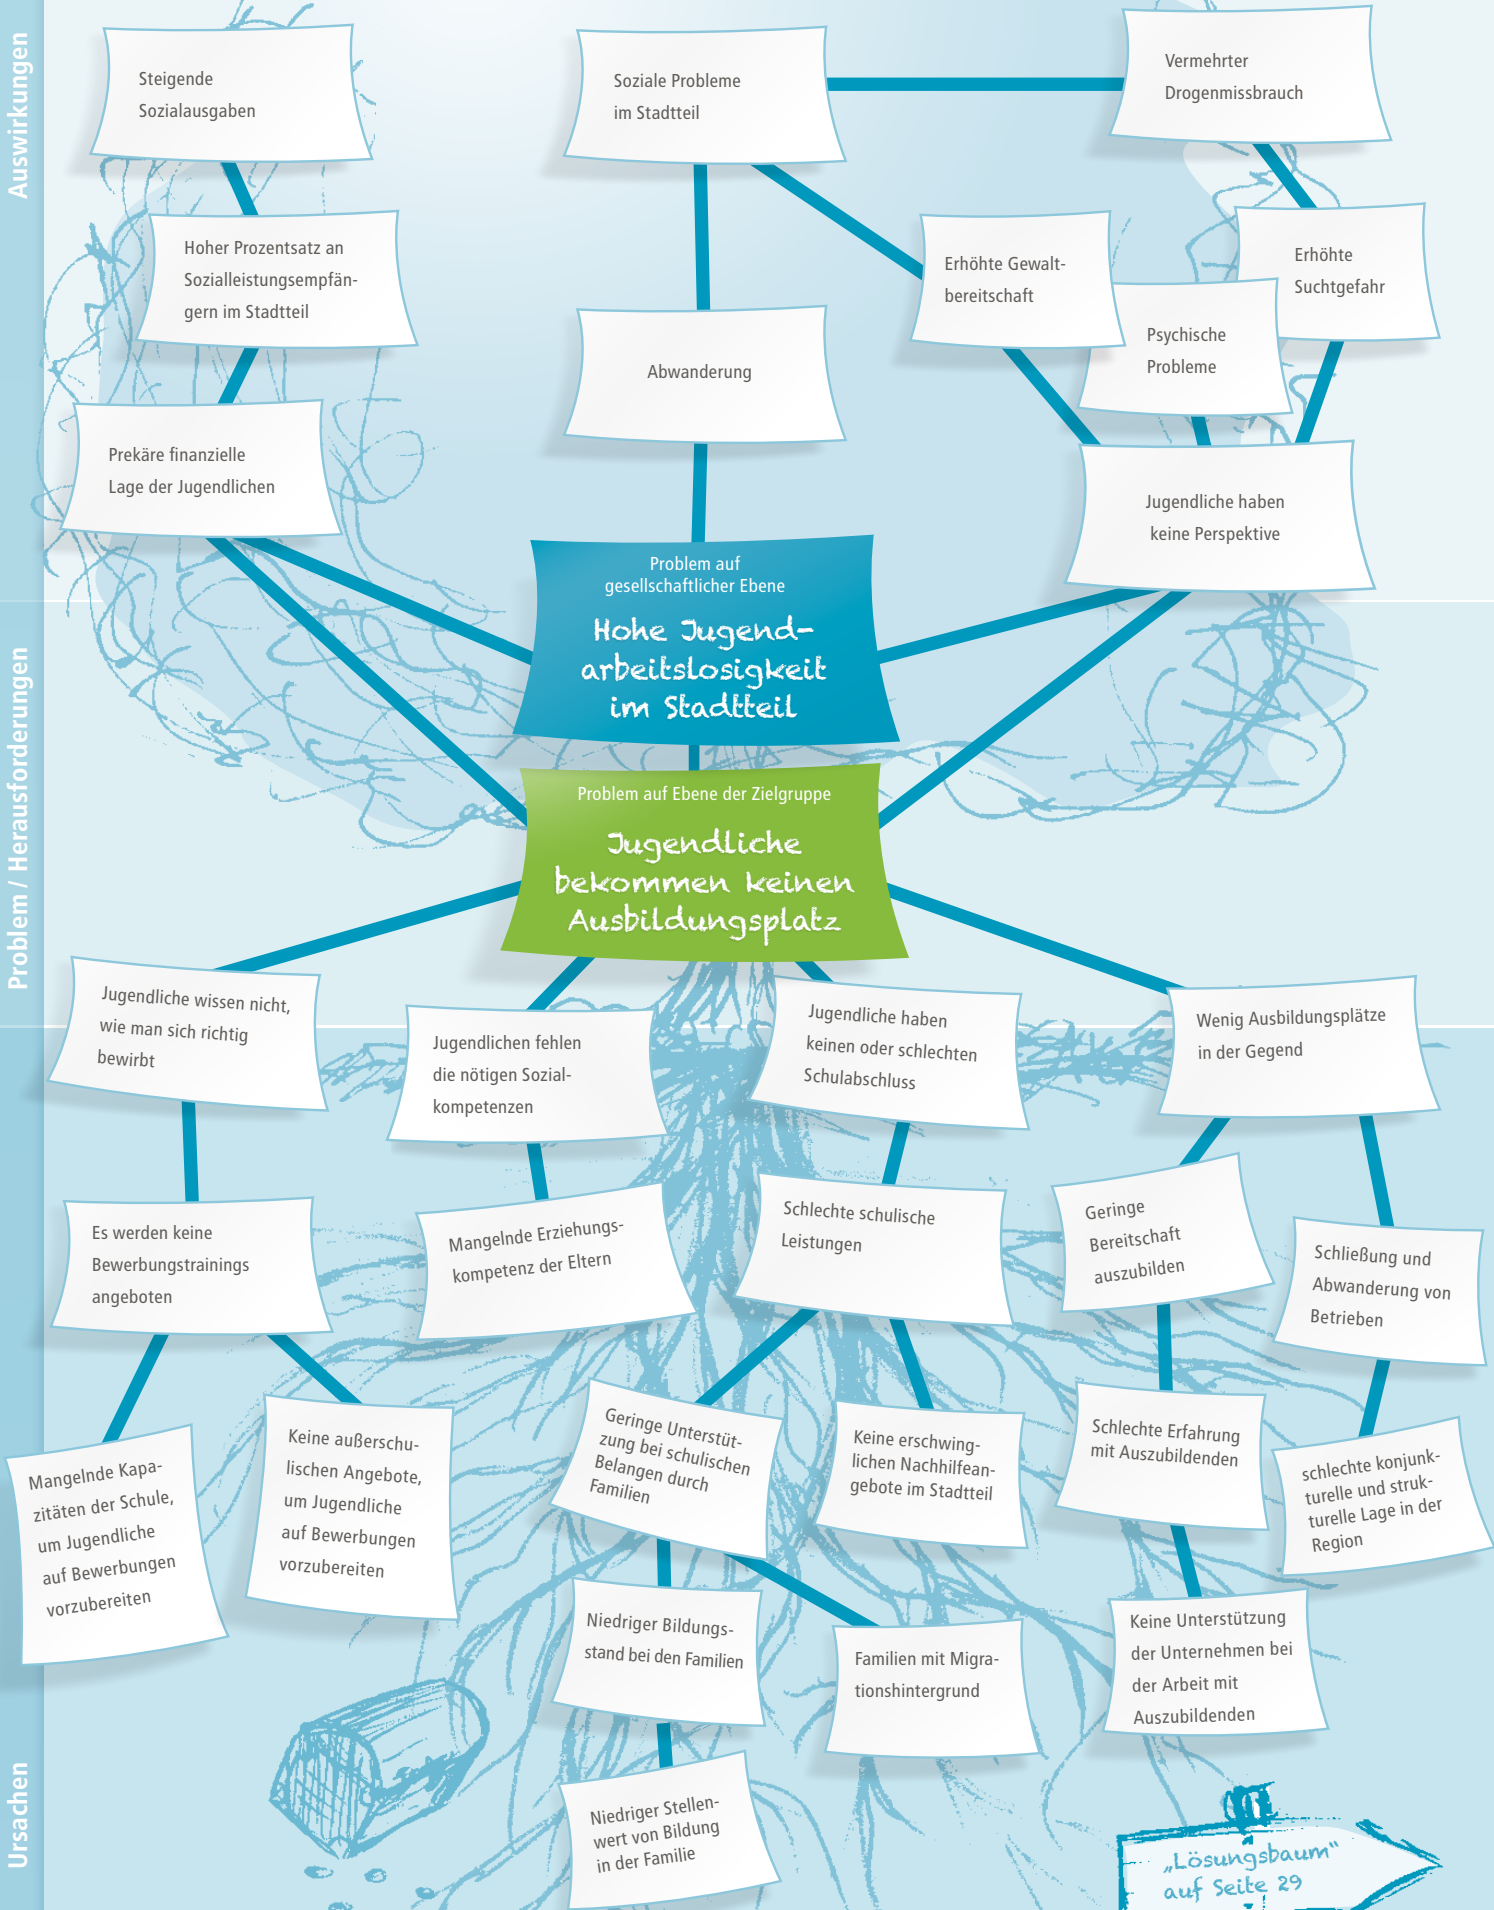 Auswirkungen
Steigende
Sozialausgaben
Soziale Probleme
im Stadtteil
Vermehrter
Drogenmissbrauch
Hoher Prozentsatz an
Sozialleistungsempfän-
gern im Stadtteil
Erhöhte Gewalt-
bereitschaft
Erhöhte
Suchtgefahr
Psychische
Probleme
Abwanderung
Prekäre finanzielle
Lage der Jugendlichen
Jugendliche haben
keine Perspektive
Problem / Herausforderungen
Problem auf
gesellschaftlicher Ebene
Hohe Jugend-
arbeitslosigkeit
im Stadtteil
Problem auf Ebene der Zielgruppe
Jugendliche
bekommen keinen
Ausbildungsplatz
Jugendliche wissen nicht,
wie man sich richtig
bewirbt
Jugendlichen fehlen
die nötigen Sozial-
kompetenzen
Jugendliche haben
keinen oder schlechten
Schulabschluss
Wenig Ausbildungsplätze
in der Gegend
Es werden keine
Bewerbungstrainings
angeboten
Mangelnde Erziehungs-
kompetenz der Eltern
Schlechte schulische
Leistungen
Geringe
Bereitschaft
auszubilden
Schließung und
Abwanderung von
Betrieben
Mangelnde Kapa-
zitäten der Schule,
um Jugendliche
auf Bewerbungen
vorzubereiten
Keine außerschu-
lischen Angebote,
um Jugendliche
auf Bewerbungen
vorzubereiten
Geringe Unterstüt-
zung bei schulischen
Belangen durch
Familien
Keine erschwing-
lichen Nachhilfean-
gebote im Stadtteil
Schlechte Erfahrung
mit Auszubildenden
schlechte konjunk-
turelle und struk-
turelle Lage in der
Region
Niedriger Bildungs-
stand bei den Familien
Familien mit Migra-
tionshintergrund
Keine Unterstützung
der Unternehmen bei
der Arbeit mit
Auszubildenden
Ursachen
Niedriger Stellen-
wert von Bildung
in der Familie
„Lösungsbaum“
auf Seite 29